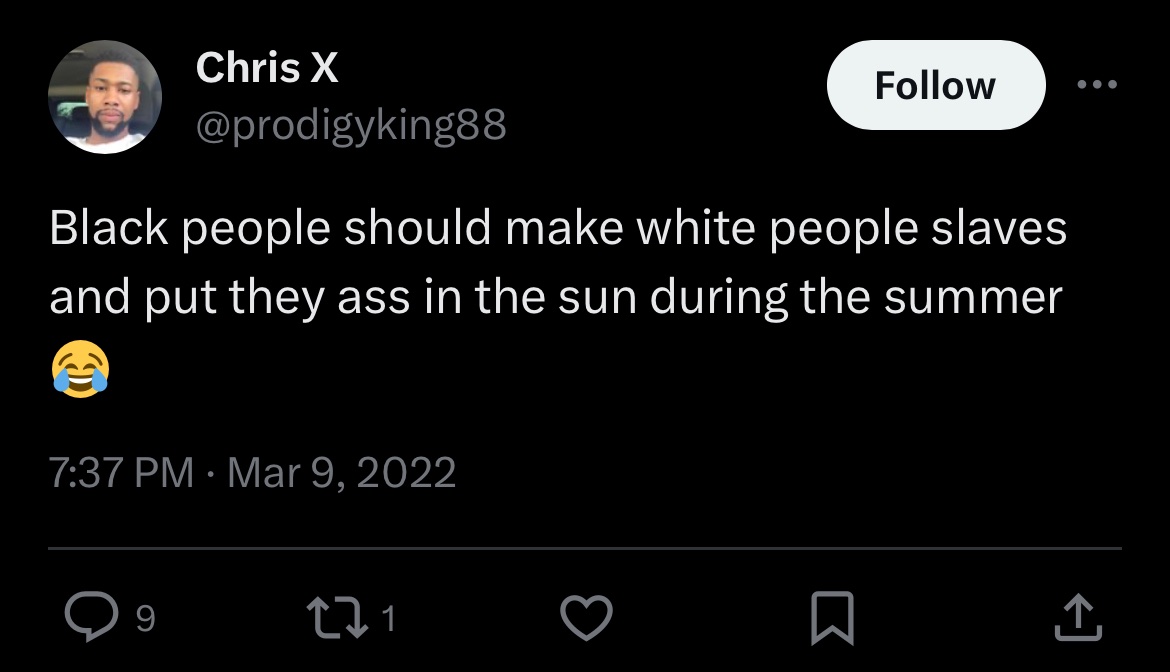 Chris X
@prodigyking88
Follow
Black people should make white people slaves
and put they ass in the sun during the summer
😂
7:37 PM · Mar 9, 2022
9
1